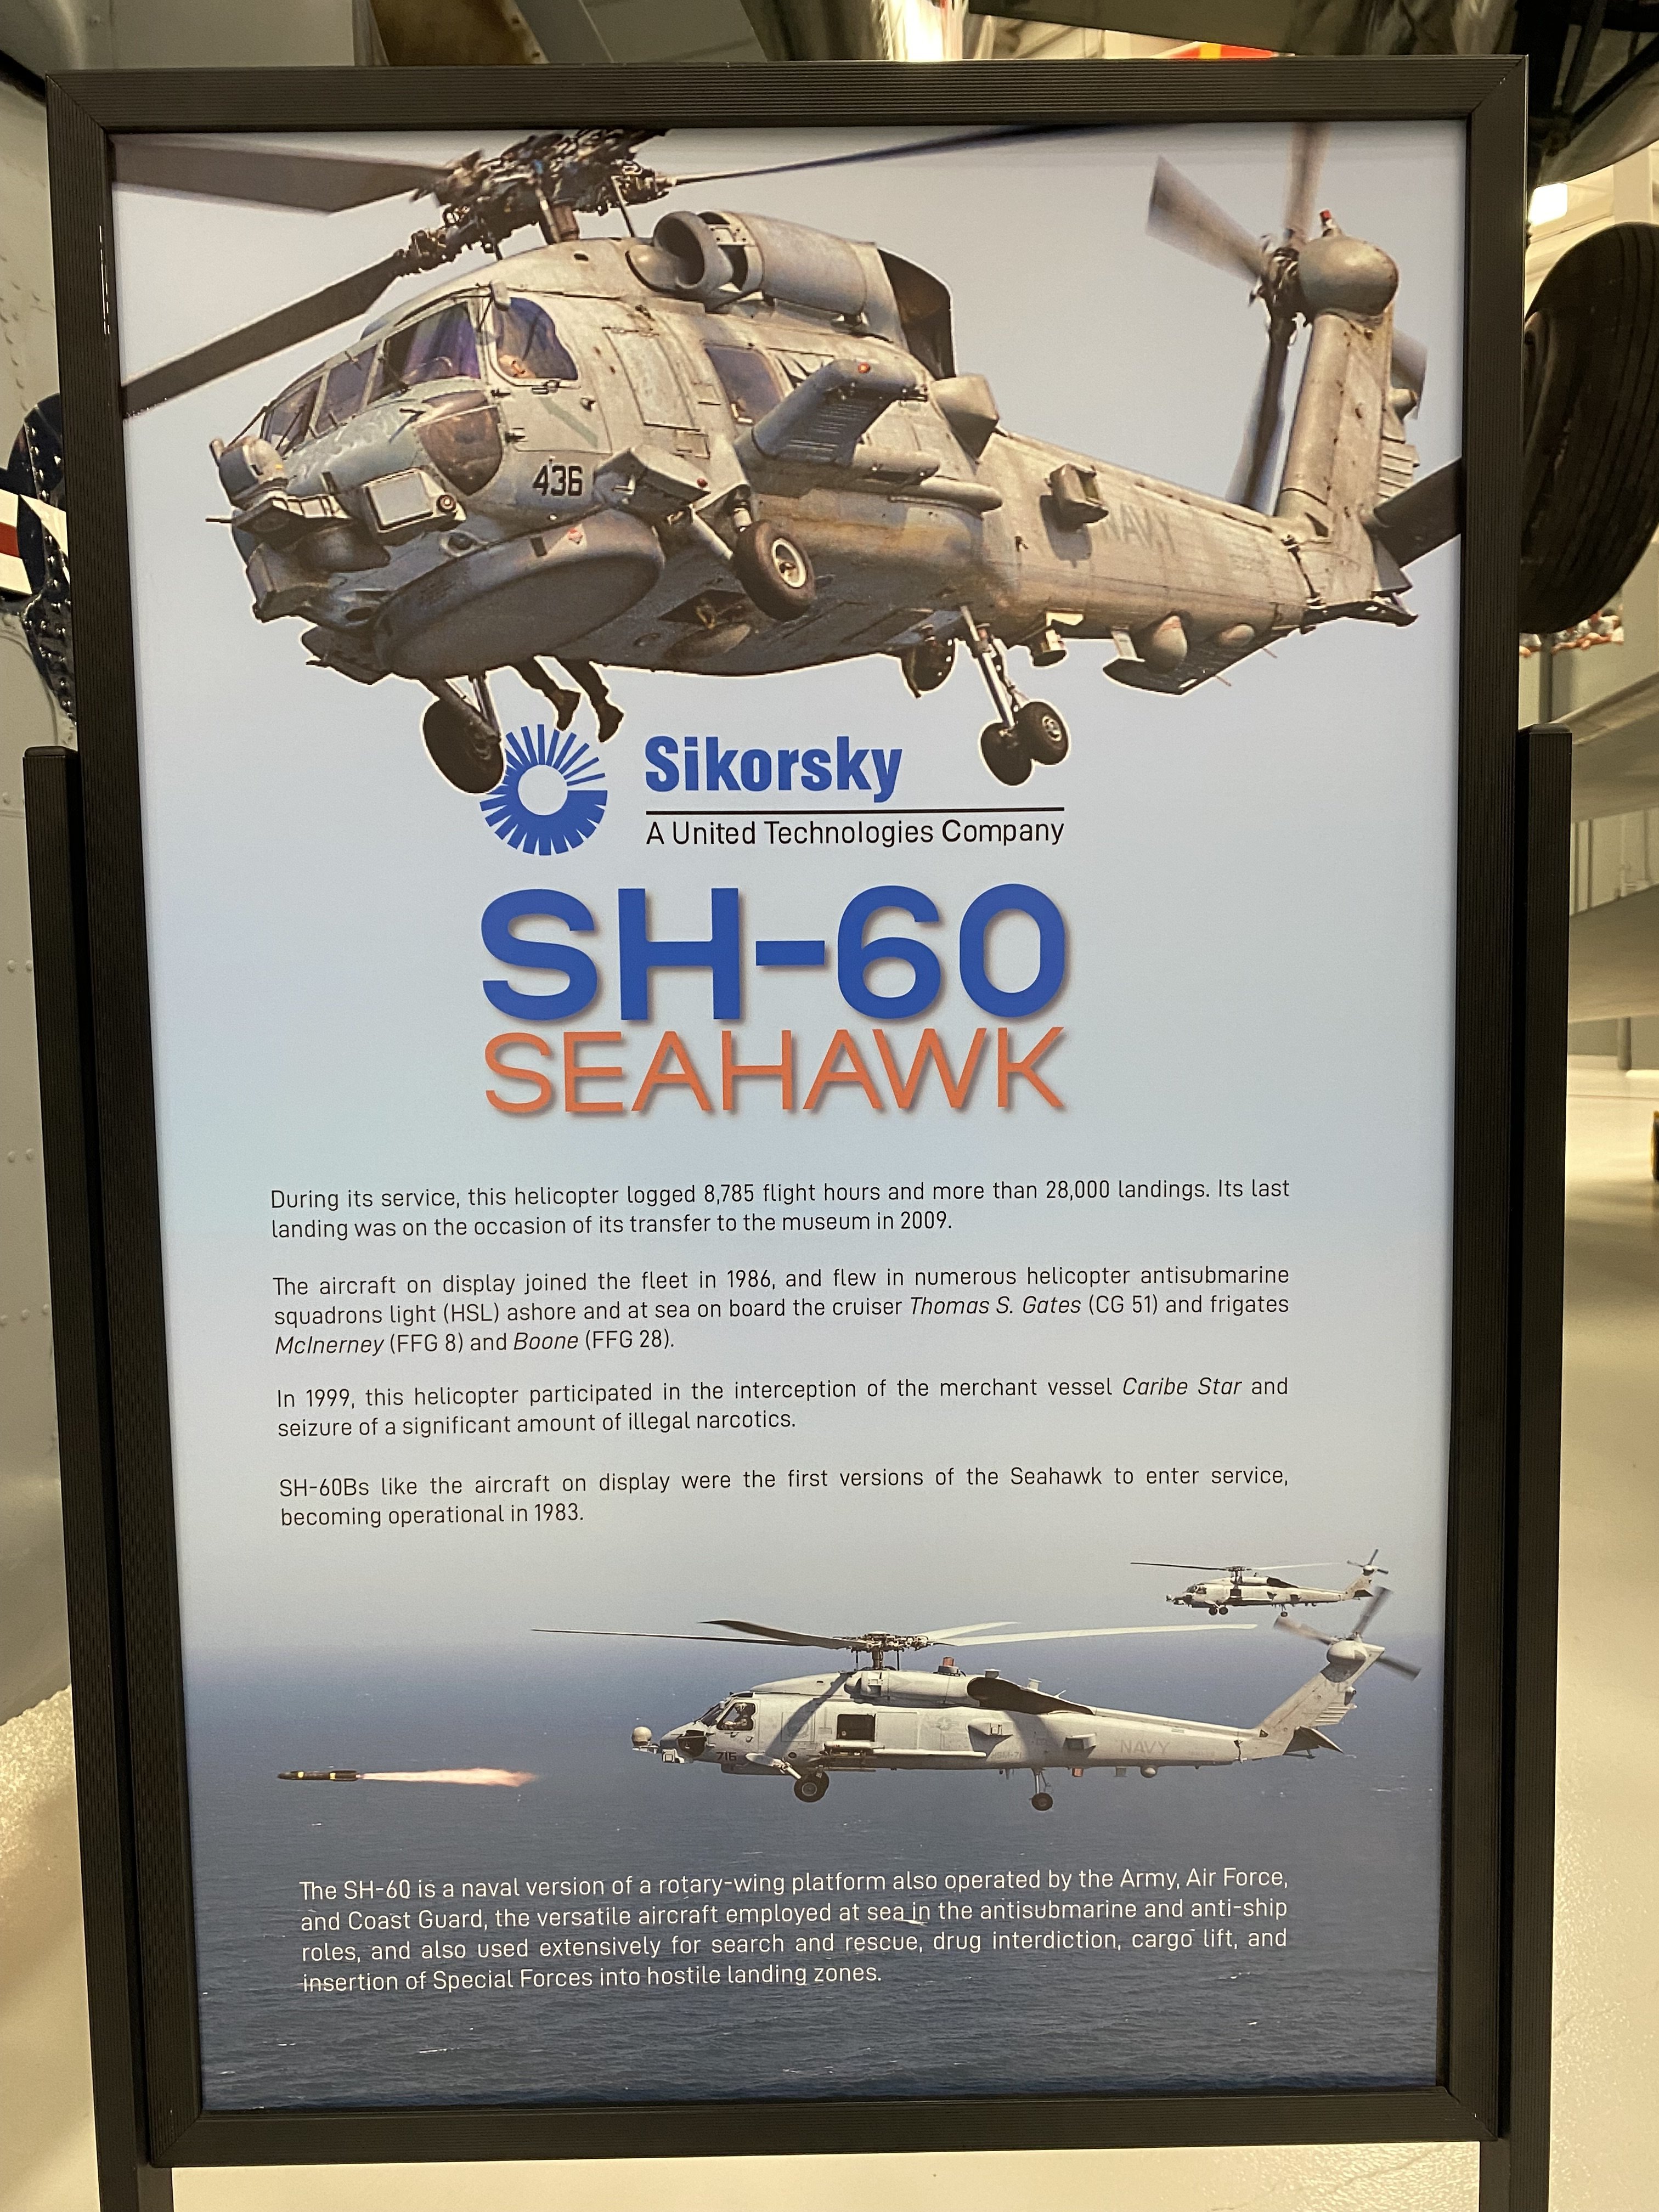 436
NAVY
Sikorsky
A United Technologies Company
SH-60
SEAHAWK
During its service, this helicopter logged 8,785 flight hours and more than 28,000 landings. Its last
landing was on the occasion of its transfer to the museum in 2009.
The aircraft on display joined the fleet in 1986, and flew in numerous helicopter antisubmarine
squadrons light (HSL) ashore and at sea on board the cruiser Thomas S. Gates (CG 51) and frigates
McInerney (FFG 8) and Boone (FFG 28).
In 1999, this helicopter participated in the interception of the merchant vessel Caribe Star and
seizure of a significant amount of illegal narcotics.
SH-60Bs like the aircraft on display were the first versions of the Seahawk to enter service,
becoming operational in 1983.
716
NAVY
The SH-60 is a naval version of a rotary-wing platform also operated by the Army, Air Force,
and Coast Guard, the versatile aircraft employed at sea in the antisubmarine and anti-ship
roles, and also used extensively for search and rescue, drug interdiction, cargo lift, and
insertion of Special Forces into hostile landing zones.